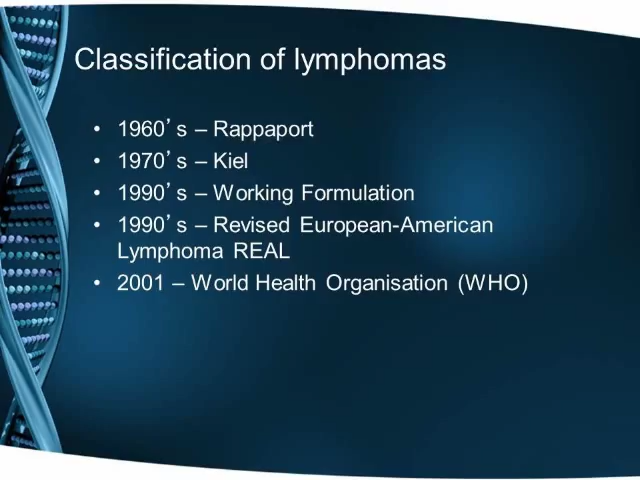 Classification of lymphomas
• 1960’s – Rappaport
• 1970’s – Kiel
• 1990’s – Working Formulation
• 1990’s – Revised European-American
Lymphoma REAL
• 2001 – World Health Organisation (WHO)